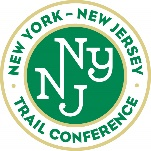 NEW YORK – NEW JERSEY
NY
NJ
TRAIL CONFERENCE